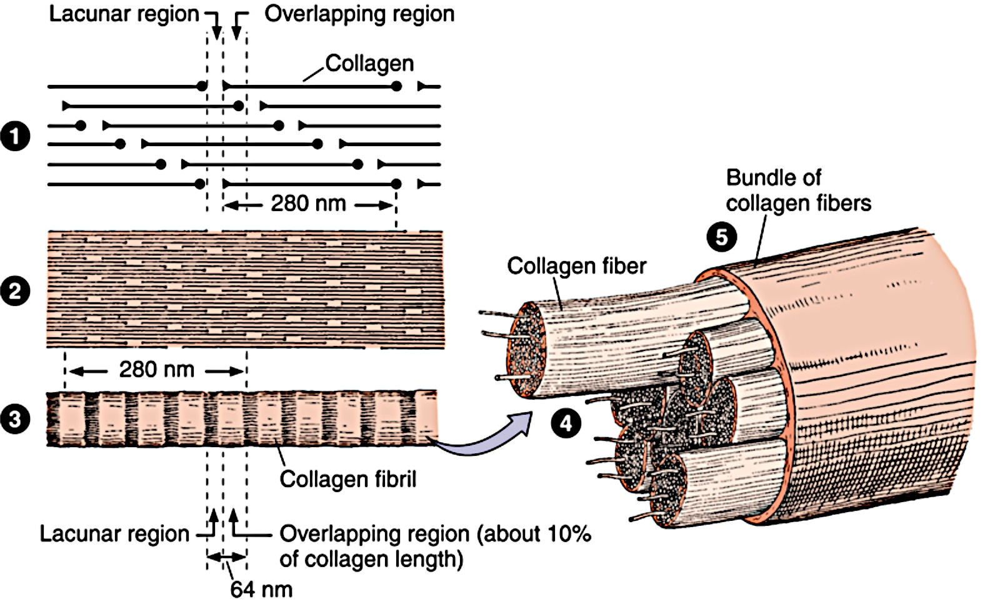 Lacunar region
Overlapping region
Collagen
1
280 nm
2
280 nm
3
Collagen fibril
Lacunar region
Overlapping region (about 10%
of collagen length)
64 nm
Bundle of
collagen fibers
5
Collagen fiber
4